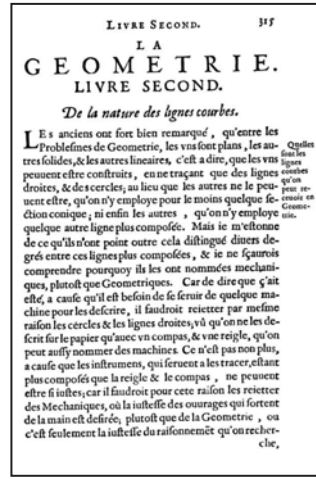 LIVRE SECOND. 315
LA
GEOMETRIE.
LIVRE SECOND.
De la nature des lignes courbes.
LEs anciens ont fort bien remarqué, qu'entre les
Problesmes de Geometrie, les vns sont plans, les au-
tres solides, & les autres lineaires, c'est a dire, que les vns
peuuent estre construits, en ne traçant que des lignes
droites, & des cercles; au lieu que les autres ne le peu-
uent estre, qu'on n'y employe pour le moins quelque se-
ction conique; ni enfin les autres, qu'on n'y employe
quelque autre ligne plus composée. Mais ie m'estonne
de ce qu'ils n'ont point outre cela distingué diuers de-
grés entre ces lignes plus composées, & ie ne sçaurois
comprendre pourquoy ils les ont nommées mechani-
ques, plutost que Geometriques. Car de dire que ç'ait
esté, a cause qu'il est besoin de se seruir de quelque ma-
chine pour les descrire, il faudroit reietter par mesme
raison les cercles & les lignes droites; vû qu'on ne les de-
scrit sur le papier qu'auec vn compas, & vne reigle, qu'on
peut aussy nommer des machines. Ce n'est pas non plus,
a cause que les instrumens, qui seruent a les tracer, estant
plus composés que la reigle & le compas, ne peuuent
estre si iustes; car il faudroit pour cete raison les reietter
des Mechaniques, où la iustesse des ouurages qui sortent
de la main est desirée; plutost que de la Geometrie, ou
c'est seulement la iustesse du raisonnemēt qu'on recher-
che,
Quelles
sont les
lignes
courbes
qu'on
peut re-
ceuoir en
Geome-
trie.